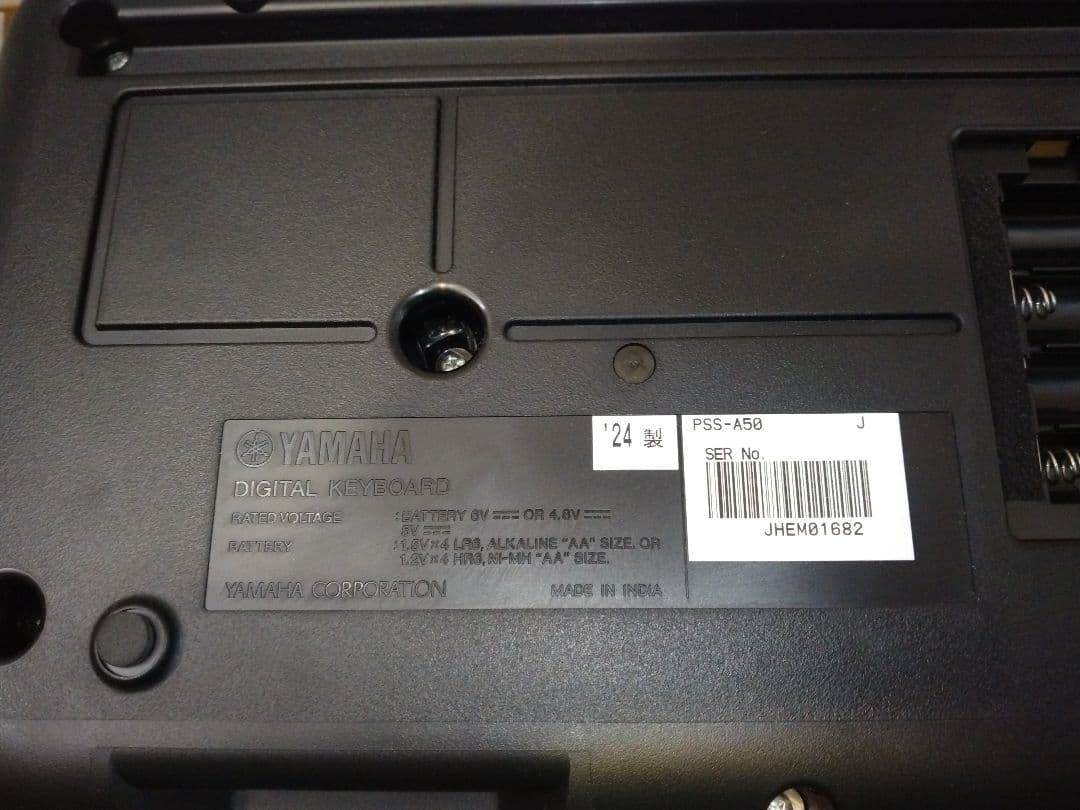 YAMAHA
DIGITAL KEYBOARD
RATED VOLTAGE :BATTERY 6V⎓ OR 4.8V⎓
5V⎓
BATTERY :1.5V×4 LR6, ALKALINE "AA" SIZE. OR
1.2V×4 HR6, Ni-MH "AA" SIZE.
YAMAHA CORPORATION MADE IN INDIA
'24 製
PSS-A50 J
SER No.
JHEM01682